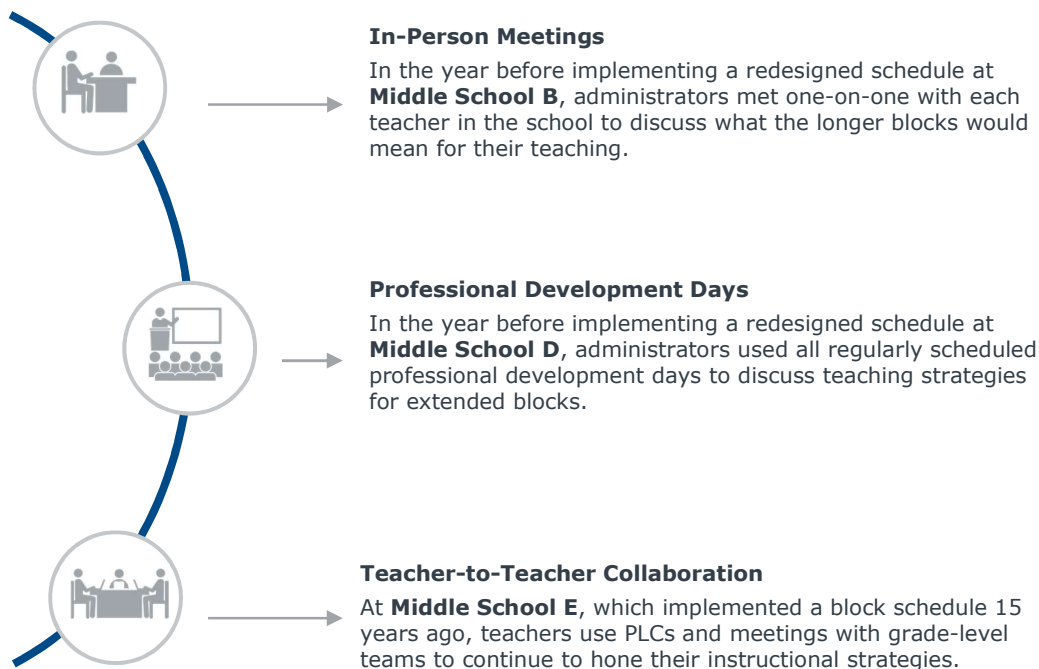 In-Person Meetings
In the year before implementing a redesigned schedule at
Middle School B, administrators met one-on-one with each
teacher in the school to discuss what the longer blocks would
mean for their teaching.
Professional Development Days
In the year before implementing a redesigned schedule at
Middle School D, administrators used all regularly scheduled
professional development days to discuss teaching strategies
for extended blocks.
Teacher-to-Teacher Collaboration
At Middle School E, which implemented a block schedule 15
years ago, teachers use PLCs and meetings with grade-level
teams to continue to hone their instructional strategies.